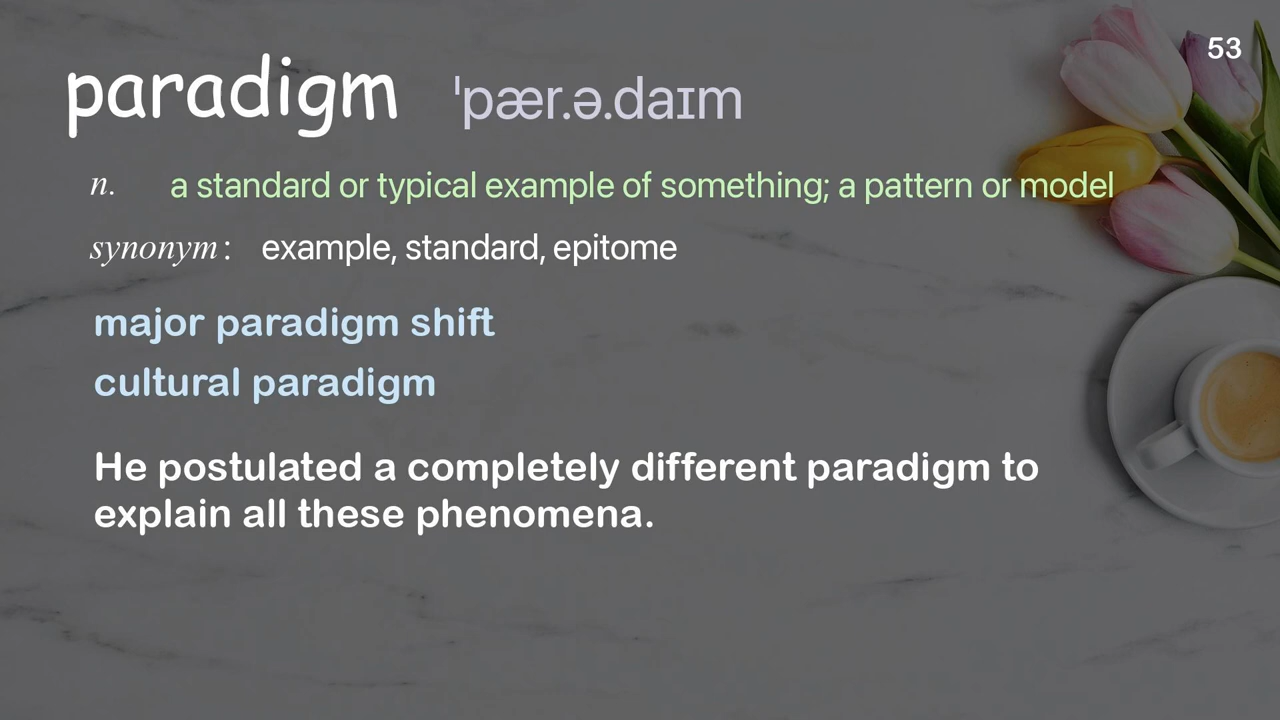 53
paradigm ˈpær.ə.daɪm
n. a standard or typical example of something; a pattern or model
synonym: example, standard, epitome
major paradigm shift
cultural paradigm
He postulated a completely different paradigm to
explain all these phenomena.